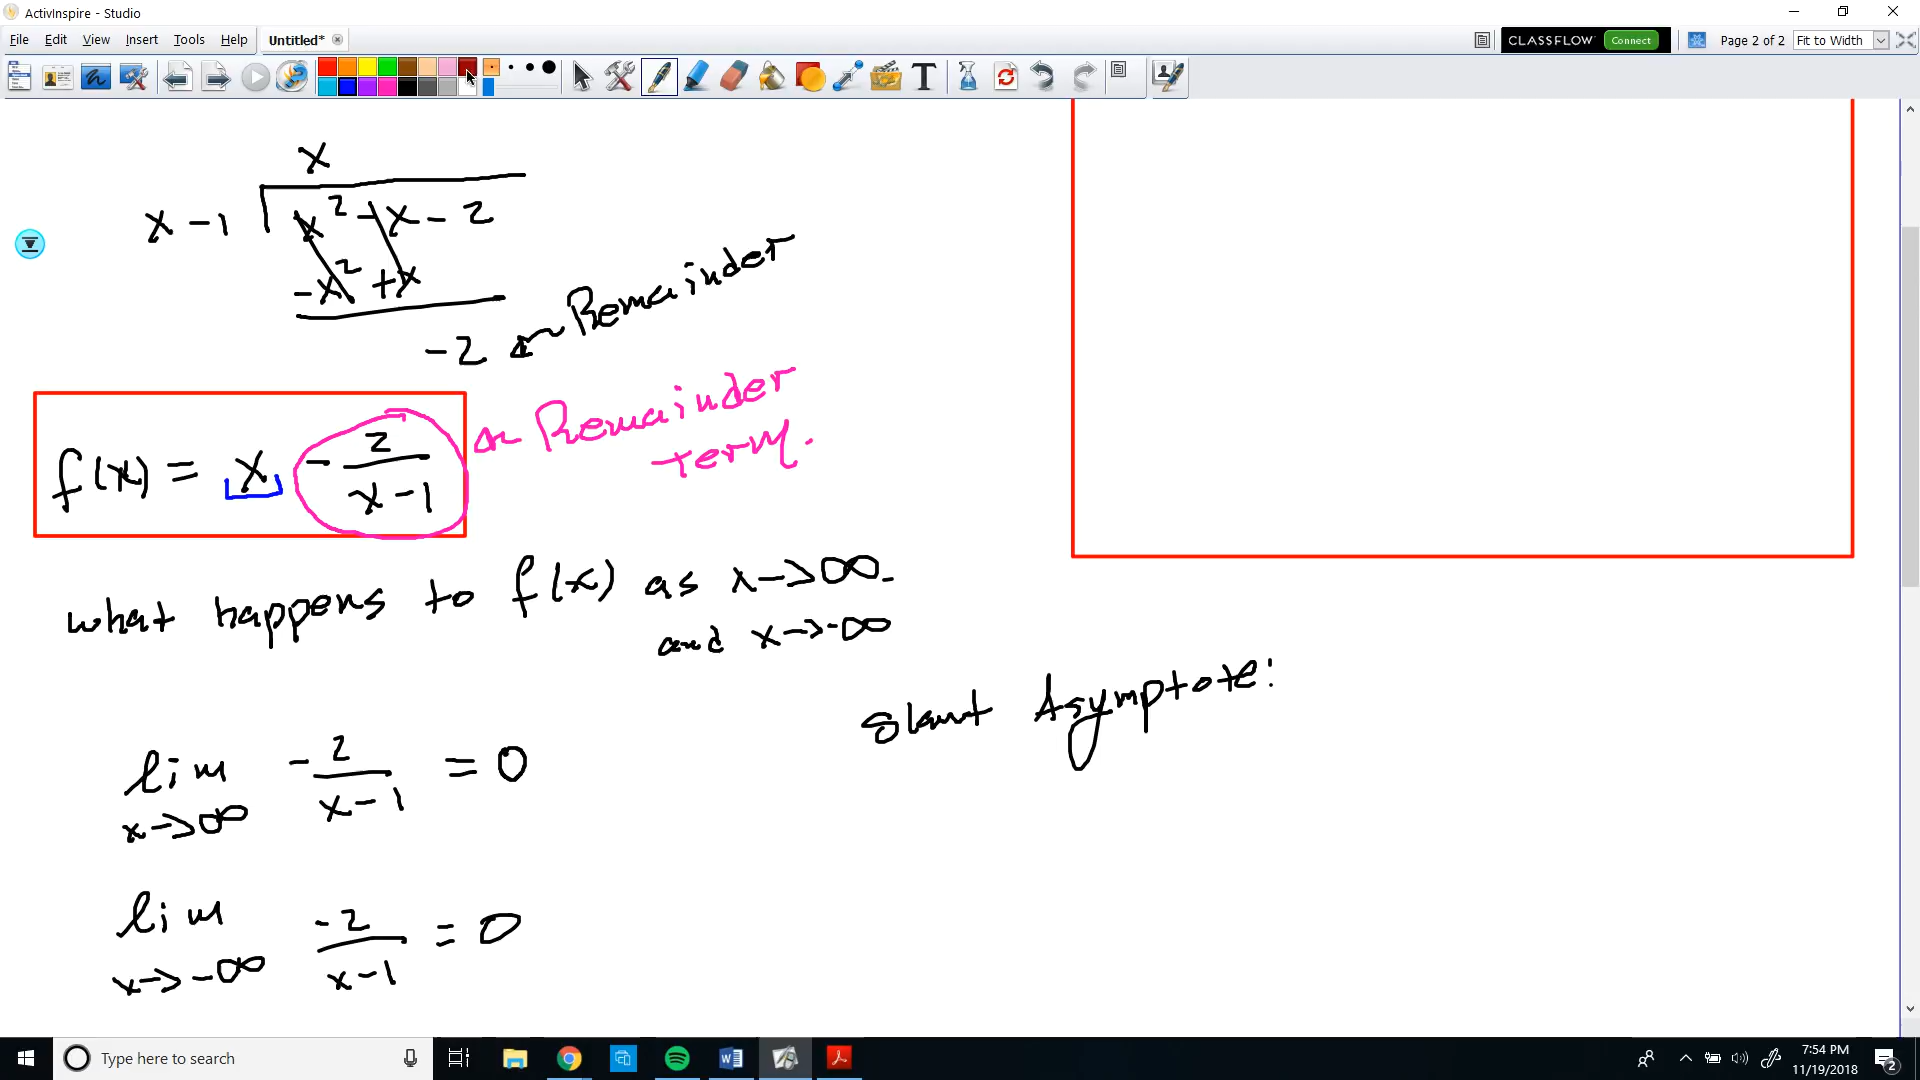 ActivInspire - Studio
File Edit View Insert Tools Help Untitled*
CLASSFLOW Connect Page 2 of 2 Fit to Width
x
x - 1 x² - x - 2
- x² + x
- 2 Remainder
f(x) = x - 2/(x - 1) Remainder term.
what happens to f(x) as x -> ∞.
and x -> -∞
Slant Asymptote:
lim x -> ∞ - 2/(x - 1) = 0
lim x -> -∞ -2/(x - 1) = 0
Type here to search
7:54 PM
11/19/2018
2